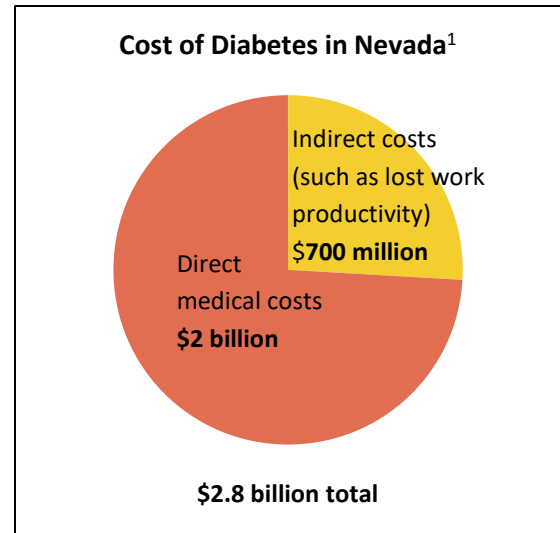 Cost of Diabetes in Nevada¹
Indirect costs
(such as lost work
productivity)
$700 million
Direct
medical costs
$2 billion
$2.8 billion total